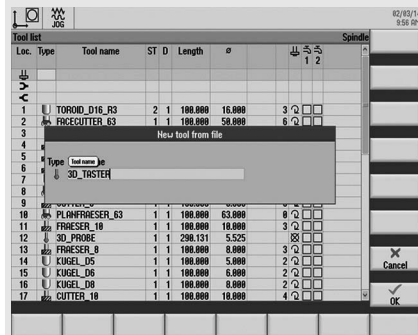 JOG
02/03/1
9:56 AM
Tool list
Spindle
Loc. Type Tool name ST D Length ø 1 2
1 TOROID_D16_R3 2 1 100.000 16.000 3
2 FACECUTTER_63 1 1 100.000 50.000 6
3
New tool from file
4
5
Type Tool name
6
3D_TASTER
7
8
9
10 PLANFRAESER_63 1 1 100.000 63.000 0
11 FRAESER_10 1 1 100.000 10.000 3
12 3D_PROBE 1 1 290.131 5.525
13 FRAESER_8 1 1 100.000 8.000 3
14 KUGEL_D5 1 1 100.000 5.000 2
15 KUGEL_D6 1 1 100.000 6.000 2
16 KUGEL_D8 1 1 100.000 8.000 2
17 CUTTER_10 1 1 100.000 10.000 4
Cancel
OK